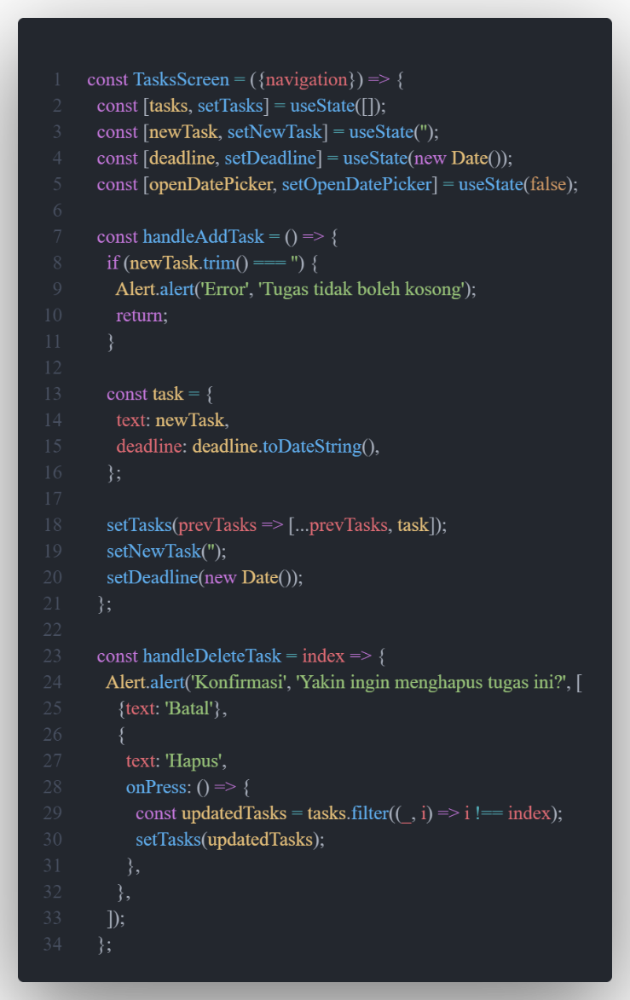 1 const TasksScreen = ({navigation}) => {
2 const [tasks, setTasks] = useState([]);
3 const [newTask, setNewTask] = useState('');
4 const [deadline, setDeadline] = useState(new Date());
5 const [openDatePicker, setOpenDatePicker] = useState(false);
6
7 const handleAddTask = () => {
8 if (newTask.trim() === '') {
9 Alert.alert('Error', 'Tugas tidak boleh kosong');
10 return;
11 }
12
13 const task = {
14 text: newTask,
15 deadline: deadline.toDateString(),
16 };
17
18 setTasks(prevTasks => [...prevTasks, task]);
19 setNewTask('');
20 setDeadline(new Date());
21 };
22
23 const handleDeleteTask = index => {
24 Alert.alert('Konfirmasi', 'Yakin ingin menghapus tugas ini?', [
25 {text: 'Batal'},
26 {
27 text: 'Hapus',
28 onPress: () => {
29 const updatedTasks = tasks.filter((_, i) => i !== index);
30 setTasks(updatedTasks);
31 },
32 },
33 ]);
34 };